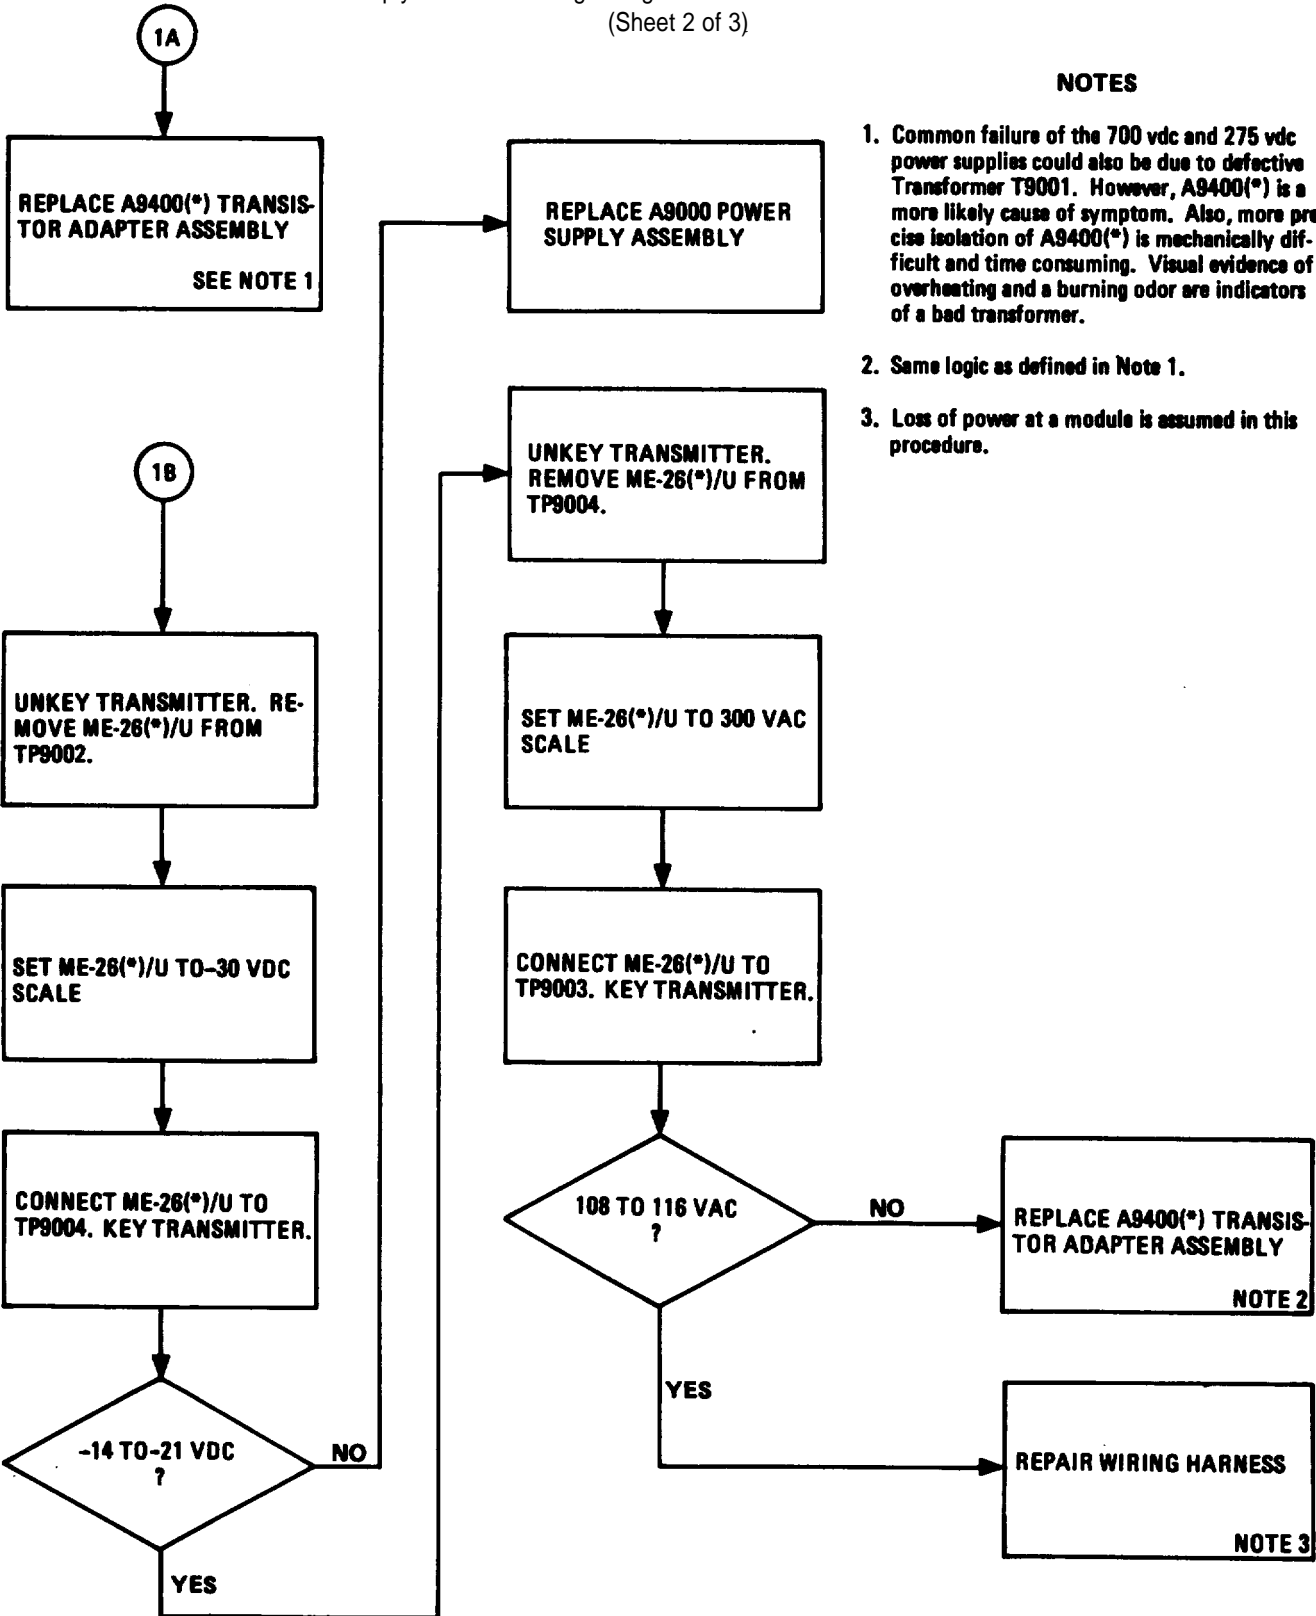 (Sheet 2 of 3)
1A
REPLACE A9400(*) TRANSIS-
TOR ADAPTER ASSEMBLY
SEE NOTE 1
REPLACE A9000 POWER
SUPPLY ASSEMBLY
NOTES
1. Common failure of the 700 vdc and 275 vdc
power supplies could also be due to defective
Transformer T9001. However, A9400(*) is a
more likely cause of symptom. Also, more pre
cise isolation of A9400(*) is mechanically dif-
ficult and time consuming. Visual evidence of
overheating and a burning odor are indicators
of a bad transformer.
2. Same logic as defined in Note 1.
3. Loss of power at a module is assumed in this
procedure.
1B
UNKEY TRANSMITTER. RE-
MOVE ME-26(*)/U FROM
TP9002.
SET ME-26(*)/U TO-30 VDC
SCALE
CONNECT ME-26(*)/U TO
TP9004. KEY TRANSMITTER.
-14 TO-21 VDC
?
NO
YES
UNKEY TRANSMITTER.
REMOVE ME-26(*)/U FROM
TP9004.
SET ME-26(*)/U TO 300 VAC
SCALE
CONNECT ME-26(*)/U TO
TP9003. KEY TRANSMITTER.
108 TO 116 VAC
?
NO
YES
REPLACE A9400(*) TRANSIS-
TOR ADAPTER ASSEMBLY
NOTE 2
REPAIR WIRING HARNESS
NOTE 3